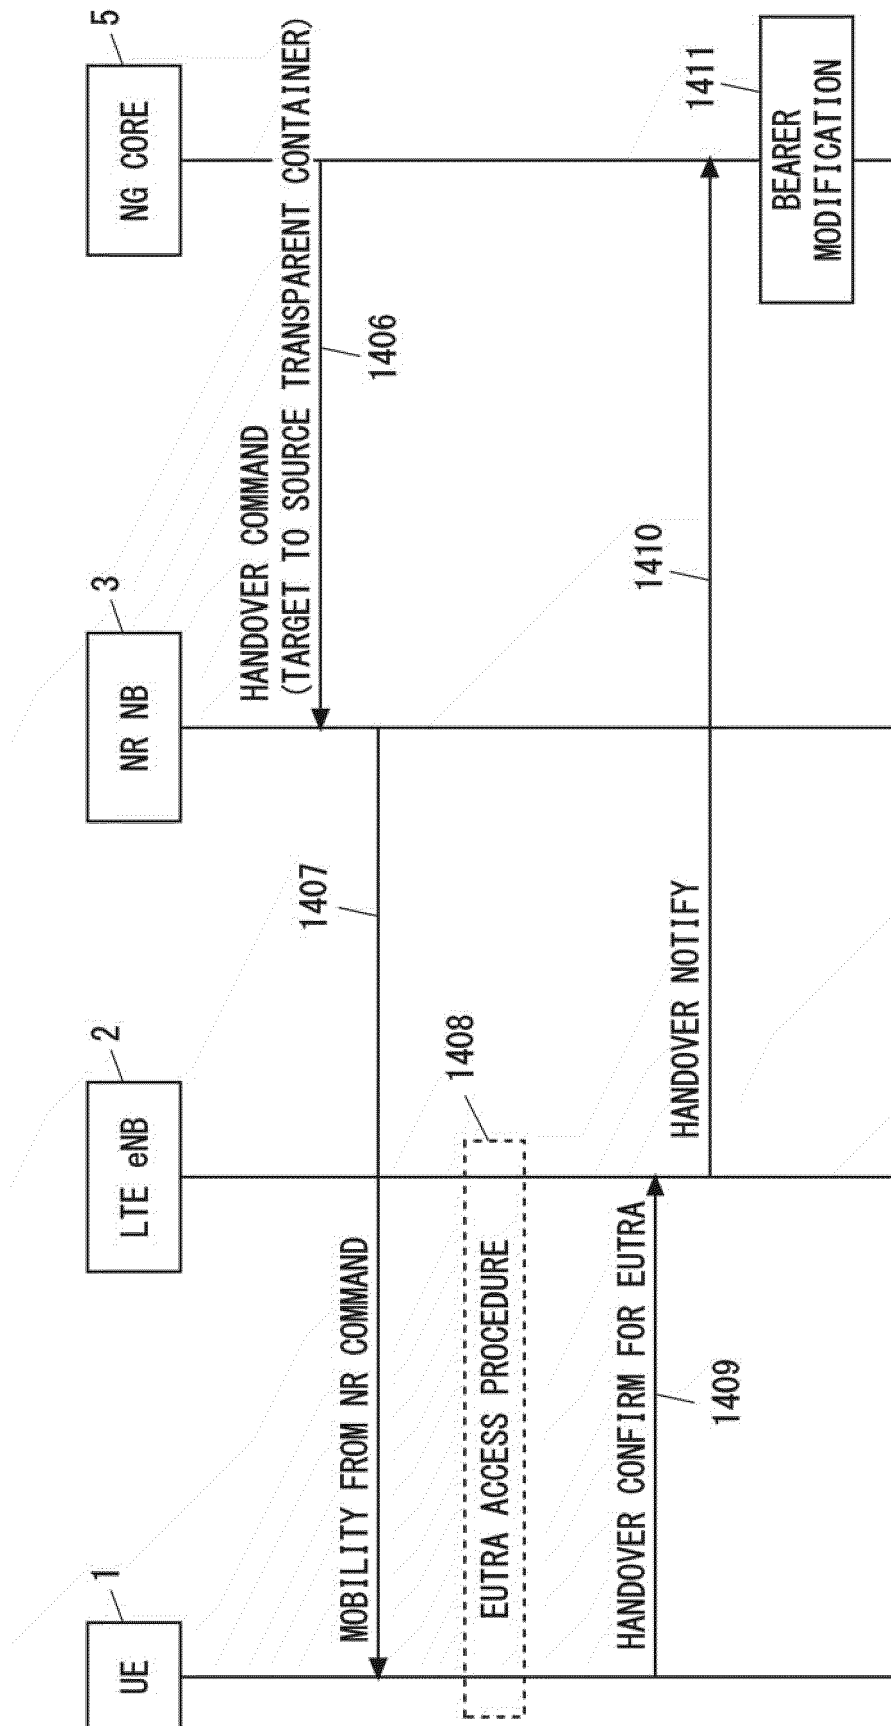 UE
1
LTE eNB
2
NR NB
3
NG CORE
5
HANDOVER COMMAND
(TARGET TO SOURCE TRANSPARENT CONTAINER)
1406
MOBILITY FROM NR COMMAND
1407
EUTRA ACCESS PROCEDURE
1408
HANDOVER CONFIRM FOR EUTRA
1409
HANDOVER NOTIFY
1410
BEARER
MODIFICATION
1411